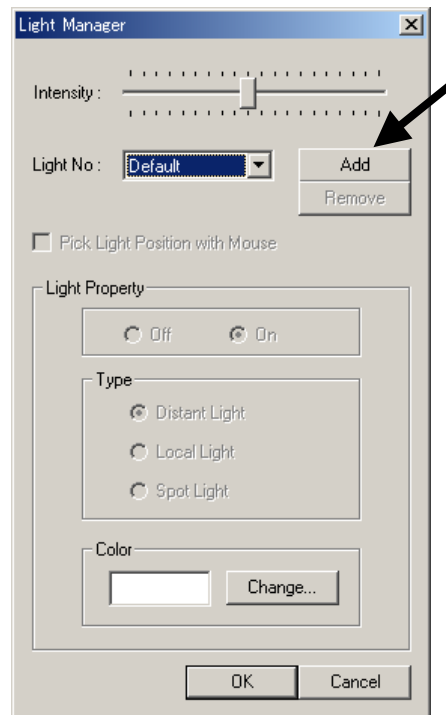 Light Manager
Intensity :
Light No : Default Add
Remove
Pick Light Position with Mouse
Light Property
Off On
Type
Distant Light
Local Light
Spot Light
Color
Change...
OK Cancel